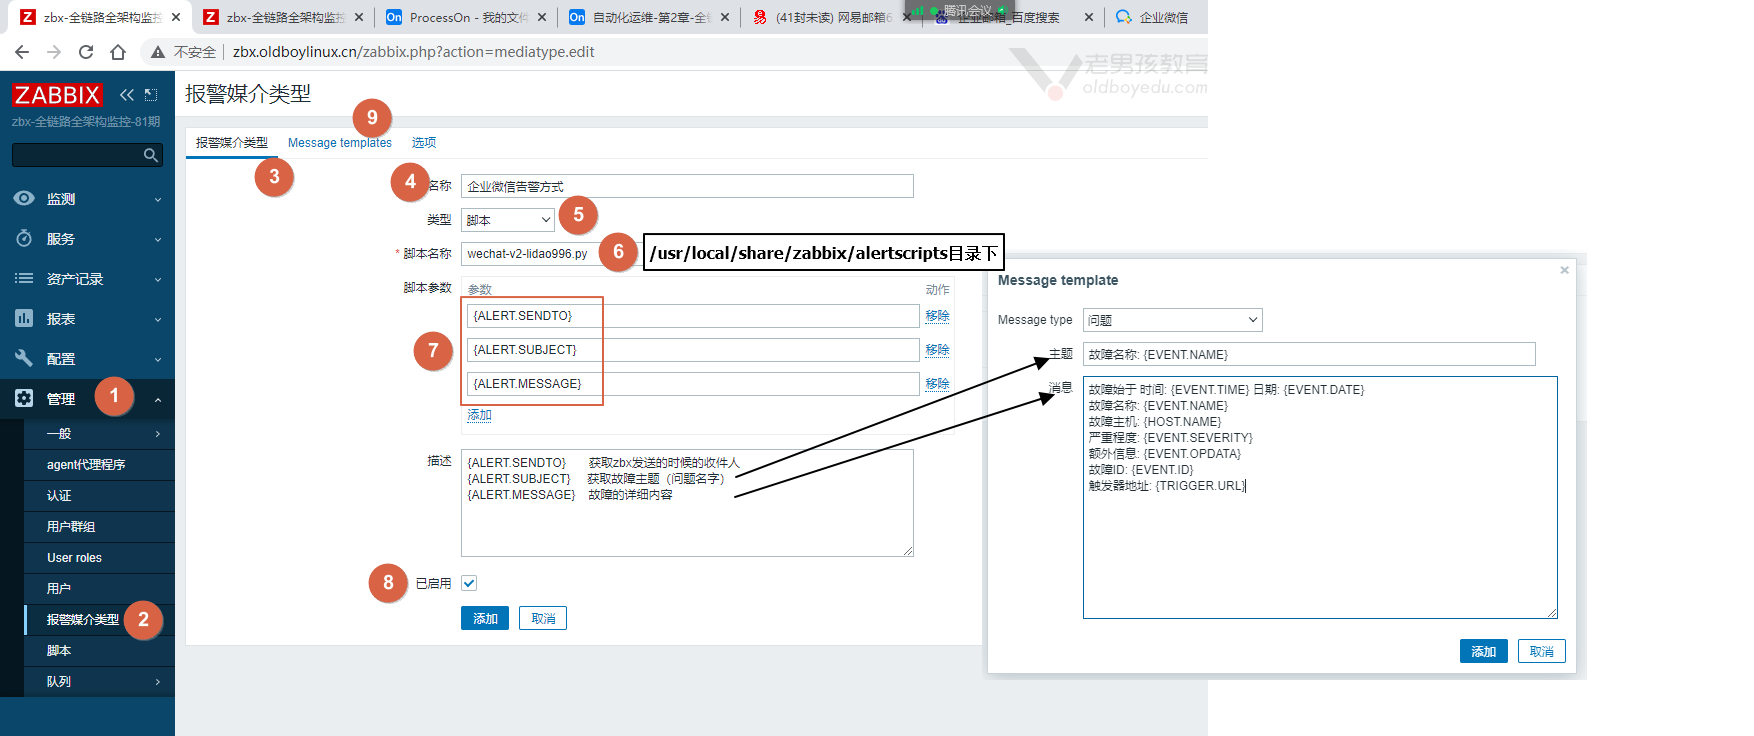 zbx-全链路全架构监控
zbx-全链路全架构监控
ProcessOn - 我的文件
自动化运维-第2章-全
(41封未读) 网易邮箱6
企业邮箱_百度搜索
企业微信
腾讯会议
不安全
zbx.oldboylinux.cn/zabbix.php?action=mediatype.edit
老男孩教育
oldboyedu.com
ZABBIX
zbx-全链路全架构监控-81期
监测
服务
资产记录
报表
配置
管理
1
一般
agent代理程序
认证
用户群组
User roles
用户
报警媒介类型
2
脚本
队列
报警媒介类型
9
报警媒介类型
Message templates
选项
3
4
名称
企业微信告警方式
类型
脚本
5
* 脚本名称
wechat-v2-lidao996.py
6
/usr/local/share/zabbix/alertscripts目录下
脚本参数
参数
动作
{ALERT.SENDTO}
移除
7
{ALERT.SUBJECT}
移除
{ALERT.MESSAGE}
移除
添加
描述
{ALERT.SENDTO} 获取zbx发送的时候的收件人
{ALERT.SUBJECT} 获取故障主题（问题名字）
{ALERT.MESSAGE} 故障的详细内容
8
已启用
添加
取消
Message template
Message type
问题
主题
故障名称: {EVENT.NAME}
消息
故障始于 时间: {EVENT.TIME} 日期: {EVENT.DATE}
故障名称: {EVENT.NAME}
故障主机: {HOST.NAME}
严重程度: {EVENT.SEVERITY}
额外信息: {EVENT.OPDATA}
故障ID: {EVENT.ID}
触发器地址: {TRIGGER.URL}
添加
取消